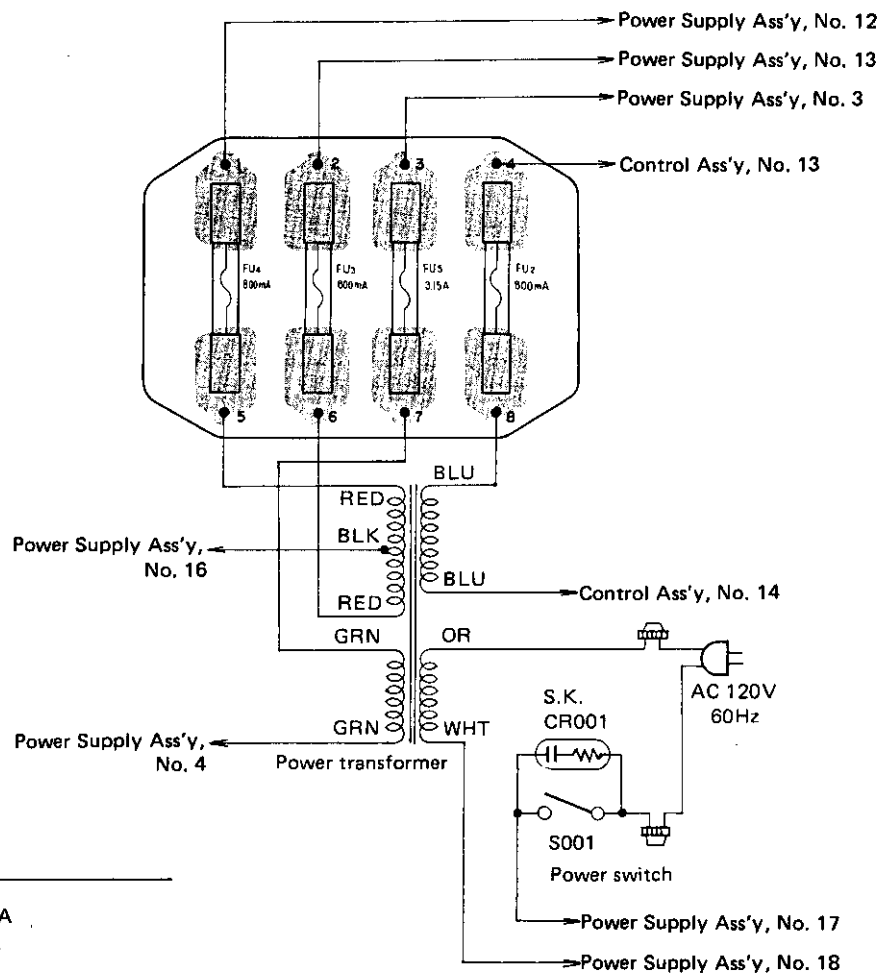 Power Supply Ass'y, No. 12
Power Supply Ass'y, No. 13
Power Supply Ass'y, No. 3
Control Ass'y, No. 13
1
2
3
4
FU4
800mA
FU3
800mA
FU5
3.15A
FU2
800mA
5
6
7
8
RED
BLU
BLK
Power Supply Ass'y,
No. 16
RED
BLU
Control Ass'y, No. 14
GRN
OR
AC 120V
60Hz
S.K.
CR001
GRN
WHT
Power Supply Ass'y,
No. 4
Power transformer
S001
Power switch
A
Power Supply Ass'y, No. 17
Power Supply Ass'y, No. 18